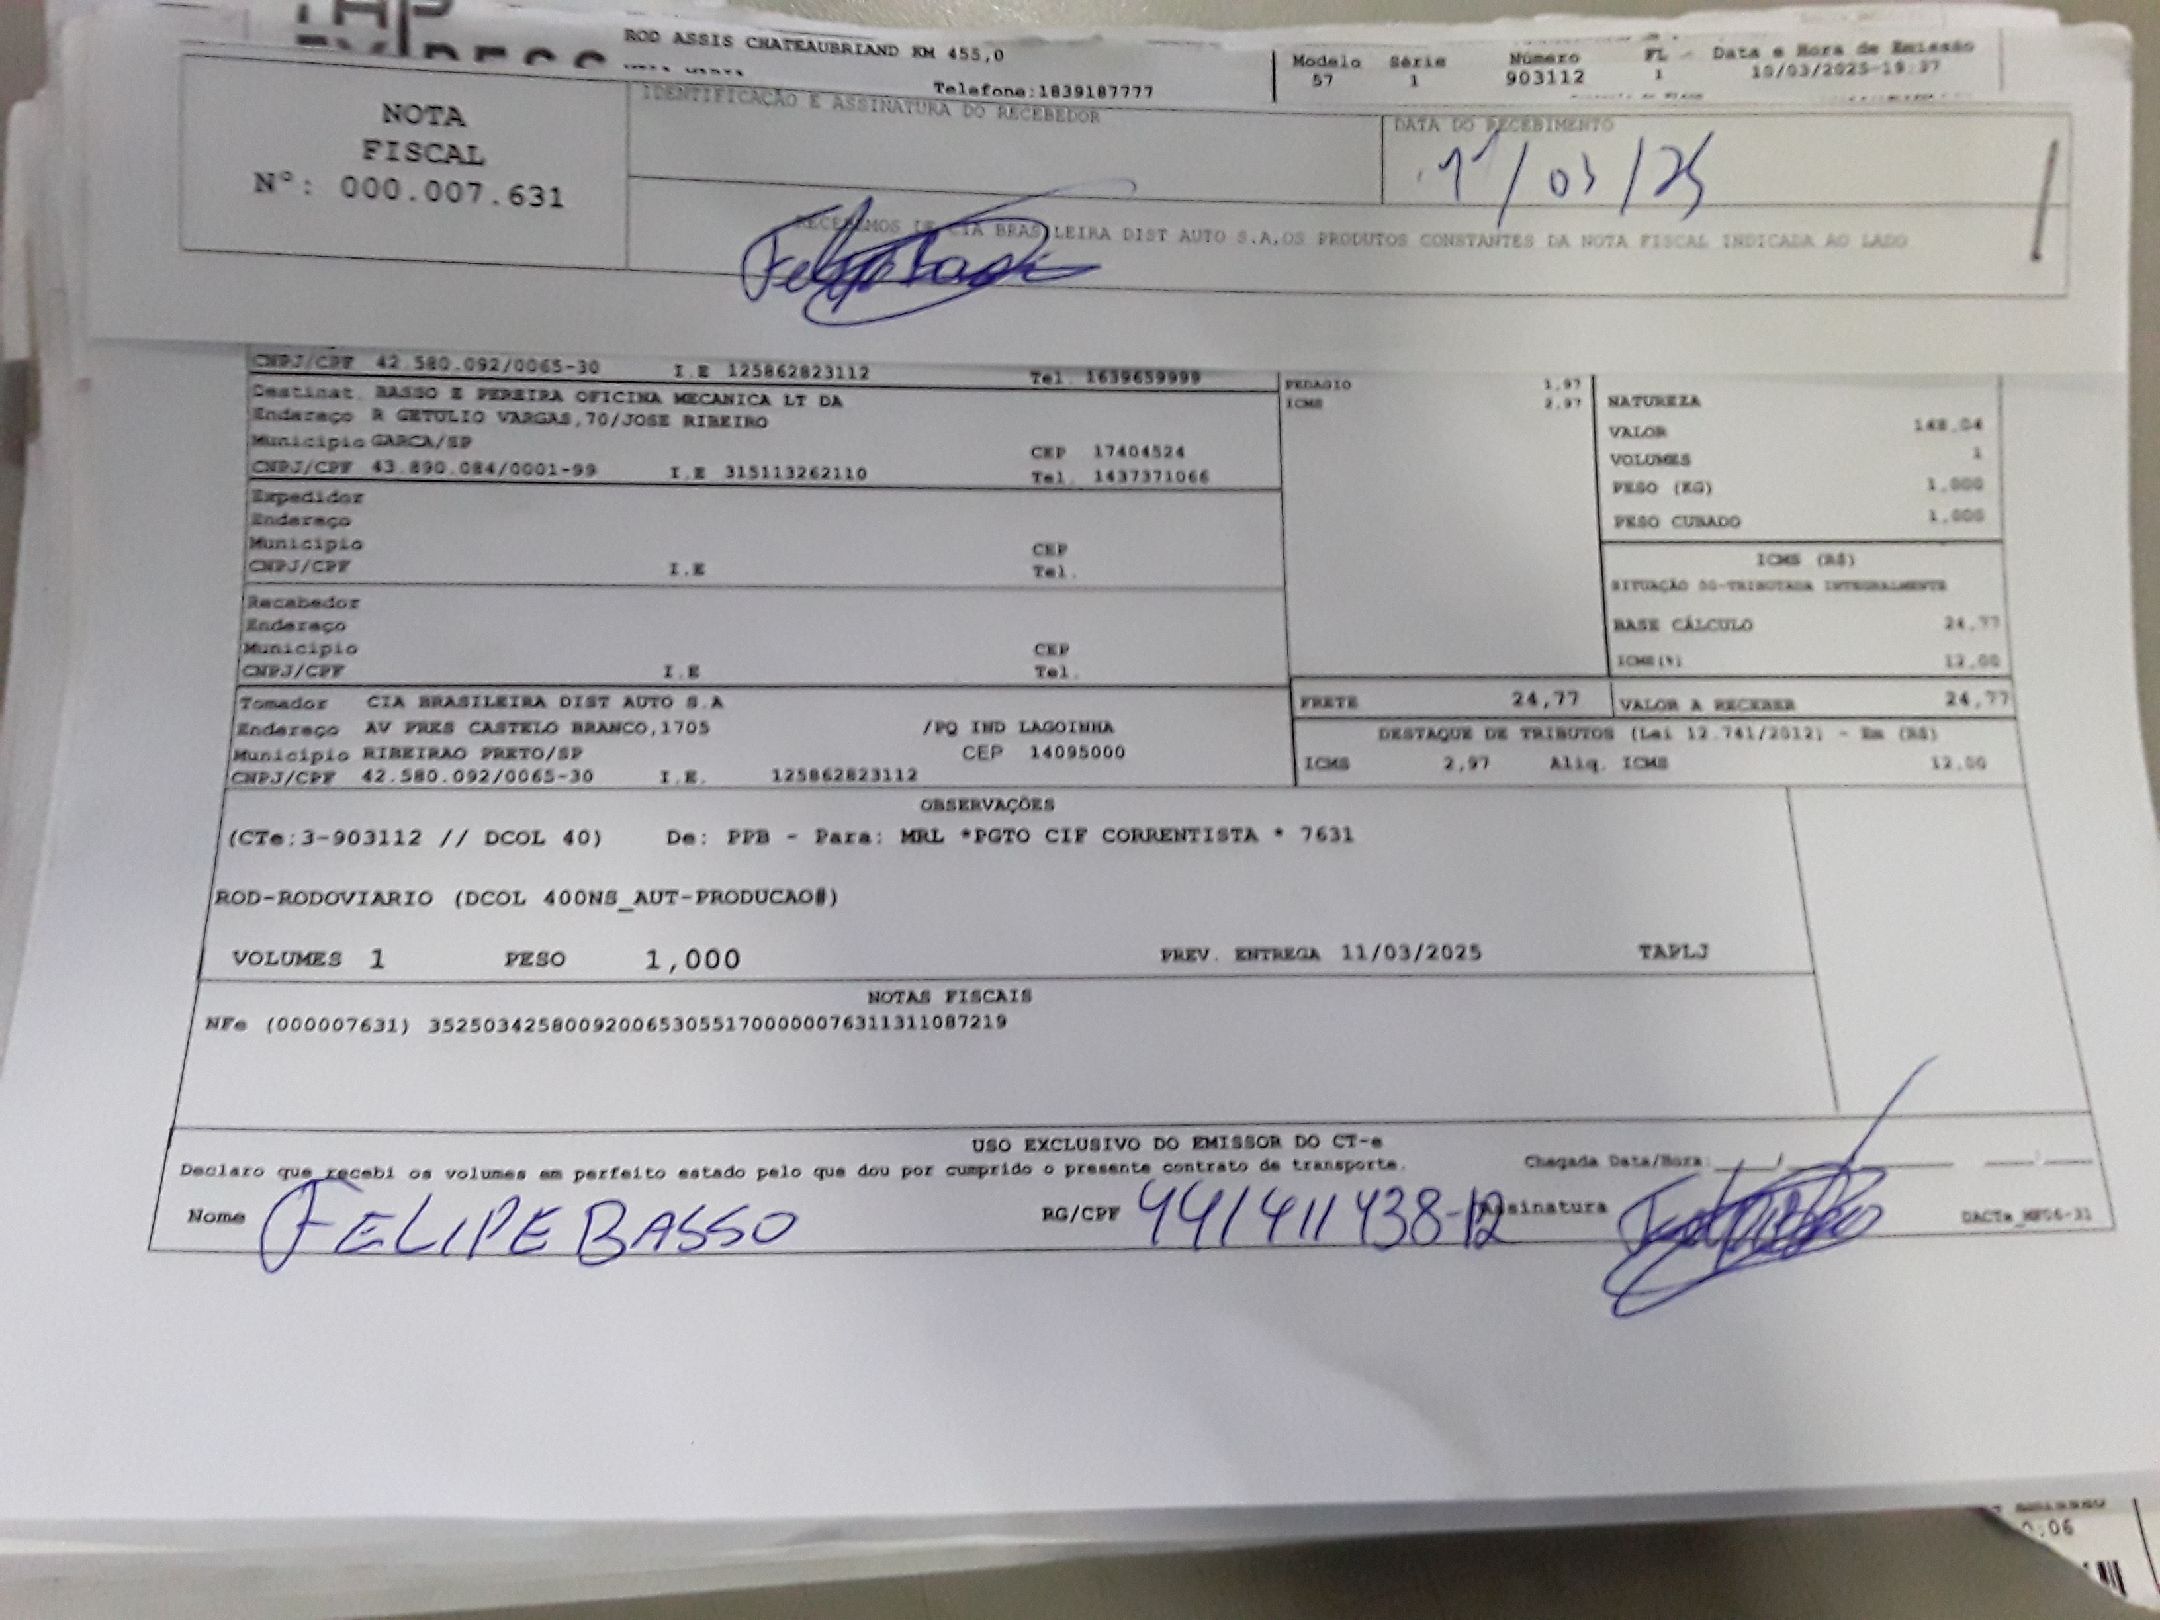 ROD ASSIS CHATEAUBRIAND KM 455,0
Telefone:1839187777
Modelo Série Número FL Data e Hora de Emissão
57 1 903112 1 10/03/2025-19:37
NOTA
FISCAL
Nº: 000.007.631
IDENTIFICAÇÃO E ASSINATURA DO RECEBEDOR
DATA DO RECEBIMENTO
11/03/25
RECEBEMOS DE CIA BRASILEIRA DIST AUTO S.A,OS PRODUTOS CONSTANTES DA NOTA FISCAL INDICADA AO LADO
CNPJ/CPF 42.580.092/0065-30 I.E 125862823112 Tel. 1639659999
Destinat. BASSO E PEREIRA OFICINA MECANICA LT DA
Endereço R GETULIO VARGAS,70/JOSE RIBEIRO
Município GARCA/SP CEP 17404524
CNPJ/CPF 43.890.084/0001-99 I.E 315113262110 Tel. 1437371066
Expedidor
Endereço
Município CEP
CNPJ/CPF I.E Tel.
Recebedor
Endereço
Município CEP
CNPJ/CPF I.E Tel.
Tomador CIA BRASILEIRA DIST AUTO S.A
Endereço AV PRES CASTELO BRANCO,1705 /PQ IND LAGOINHA
Município RIBEIRAO PRETO/SP CEP 14095000
CNPJ/CPF 42.580.092/0065-30 I.E. 125862823112
PEDAGIO 1,97
ICMS 2,97
NATUREZA
VALOR 148,04
VOLUMES 1
PESO (KG) 1,000
PESO CUBADO 1,000
ICMS (R$)
SITUAÇÃO 00-TRIBUTADA INTEGRALMENTE
BASE CÁLCULO 24,77
ICMS(%) 12,00
FRETE 24,77 VALOR A RECEBER 24,77
DESTAQUE DE TRIBUTOS (Lei 12.741/2012) - Em (R$)
ICMS 2,97 Aliq. ICMS 12,00
OBSERVAÇÕES
(CTe:3-903112 // DCOL 40) De: PPB - Para: MRL *PGTO CIF CORRENTISTA * 7631
ROD-RODOVIARIO (DCOL 400NS_AUT-PRODUCAO#)
VOLUMES 1 PESO 1,000 PREV. ENTREGA 11/03/2025 TAPLJ
NOTAS FISCAIS
NFe (000007631) 35250342580092006530551700000076311311087219
USO EXCLUSIVO DO EMISSOR DO CT-e
Declaro que recebi os volumes em perfeito estado pelo que dou por cumprido o presente contrato de transporte. Chegada Data/Hora:
Nome FELIPE BASSO RG/CPF 441411438-12 Assinatura